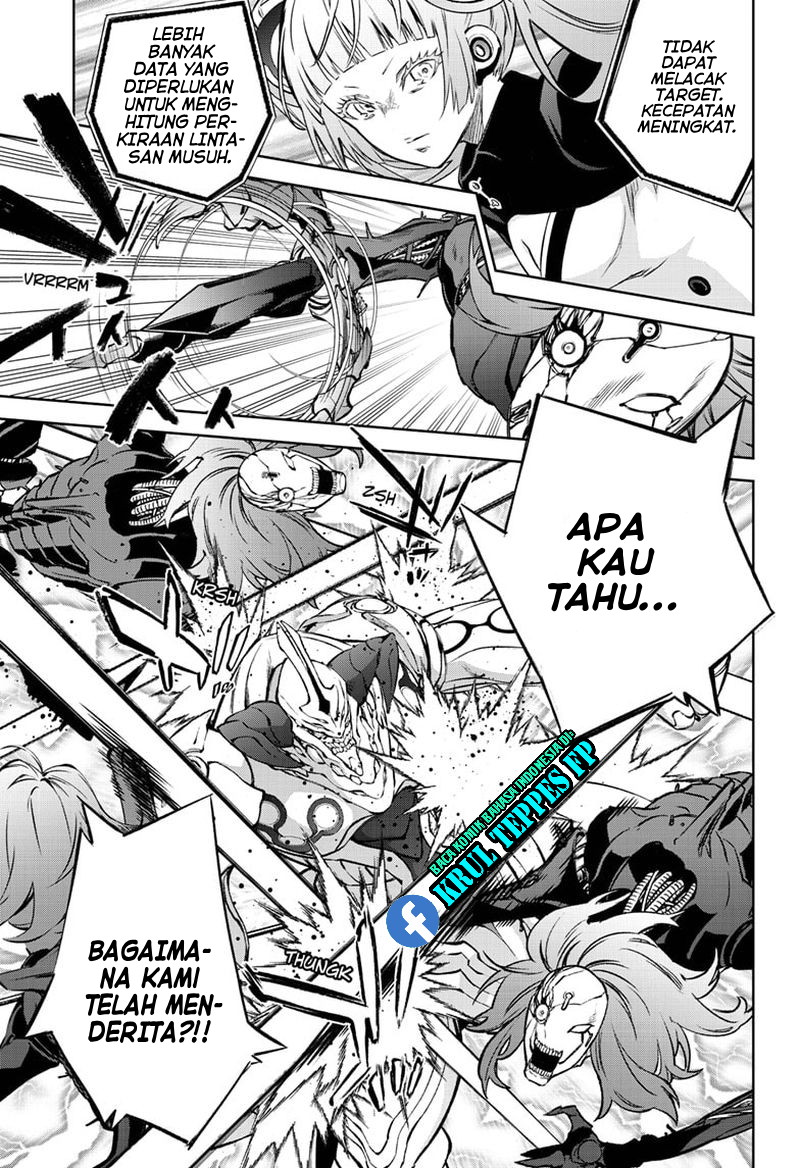 TIDAK
DAPAT
MELACAK
TARGET.
KECEPATAN
MENINGKAT.
LEBIH
BANYAK
DATA YANG
DIPERLUKAN
UNTUK MENG-
HITUNG PER-
KIRAAN LINTA-
SAN MUSUH.
VRRRRM
APA
KAU
TAHU...
ZSH
KRSH
BACA KOMIK BAHASA INDONESIA DI:
KRUL TEPPES FP
f
THUNCK
BAGAIMA-
NA KAMI
TELAH MEN-
DERITA?!!